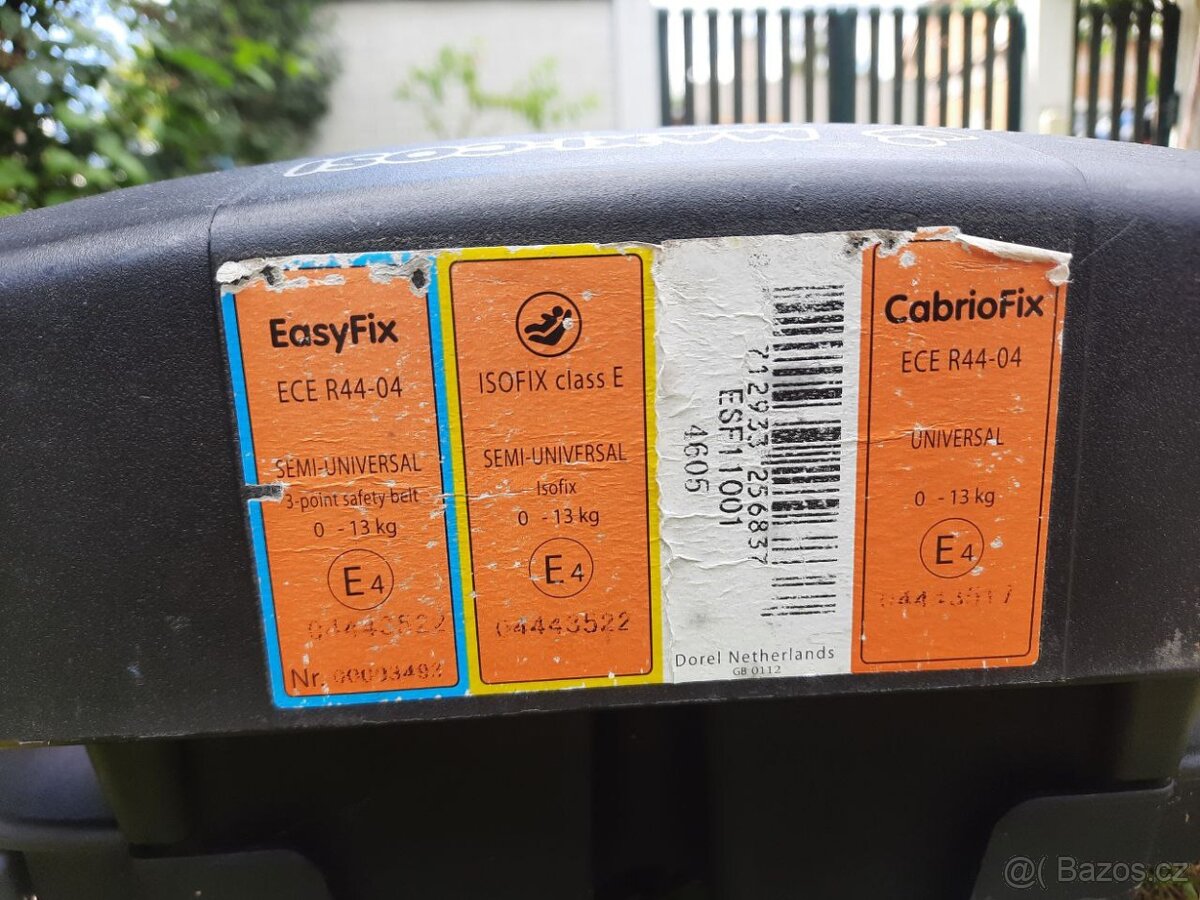 EasyFix
ECE R44-04
SEMI-UNIVERSAL
3-point safety belt
0 - 13 kg
E4
04443522
Nr.
ISOFIX class E
SEMI-UNIVERSAL
Isofix
0 - 13 kg
E4
04443522
712933 256837
ESF11001
4605
Dorel Netherlands
GB 0112
CabrioFix
ECE R44-04
UNIVERSAL
0 - 13 kg
E4
@( Bazos.cz